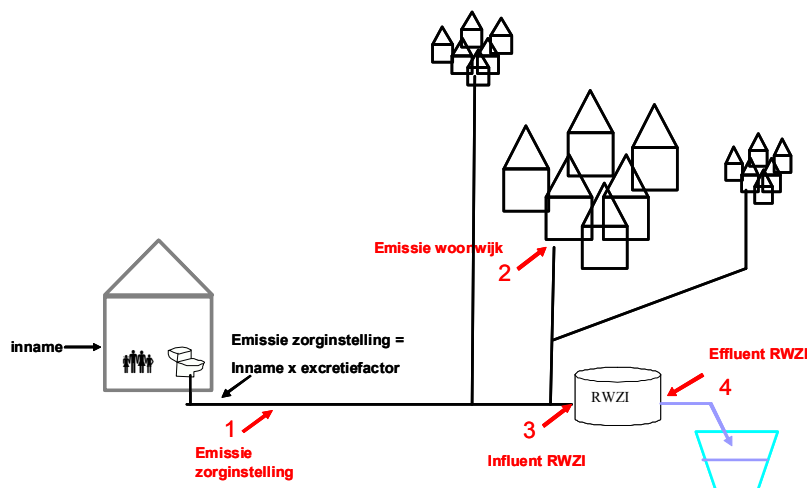 Emissie woonwijk
2
inname
Emissie zorginstelling =
Inname x excretiefactor
Effluent RWZI
4
RWZI
1
3
Emissie
zorginstelling
Influent RWZI